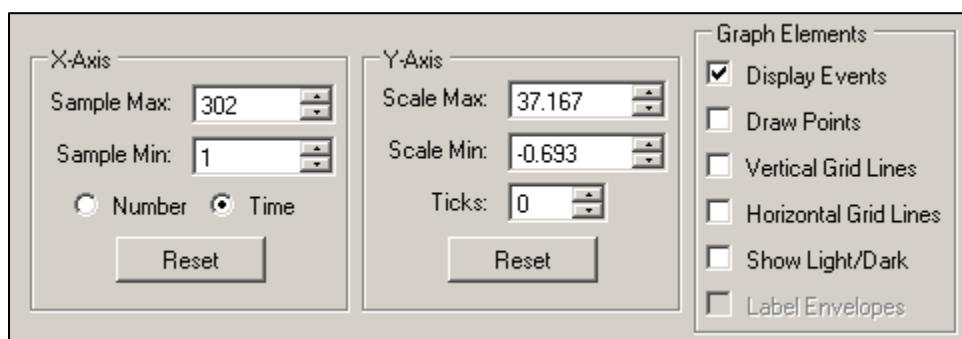 X-Axis
Sample Max: 302
Sample Min: 1
Number Time
Reset
Y-Axis
Scale Max: 37.167
Scale Min: -0.693
Ticks: 0
Reset
Graph Elements
Display Events
Draw Points
Vertical Grid Lines
Horizontal Grid Lines
Show Light/Dark
Label Envelopes